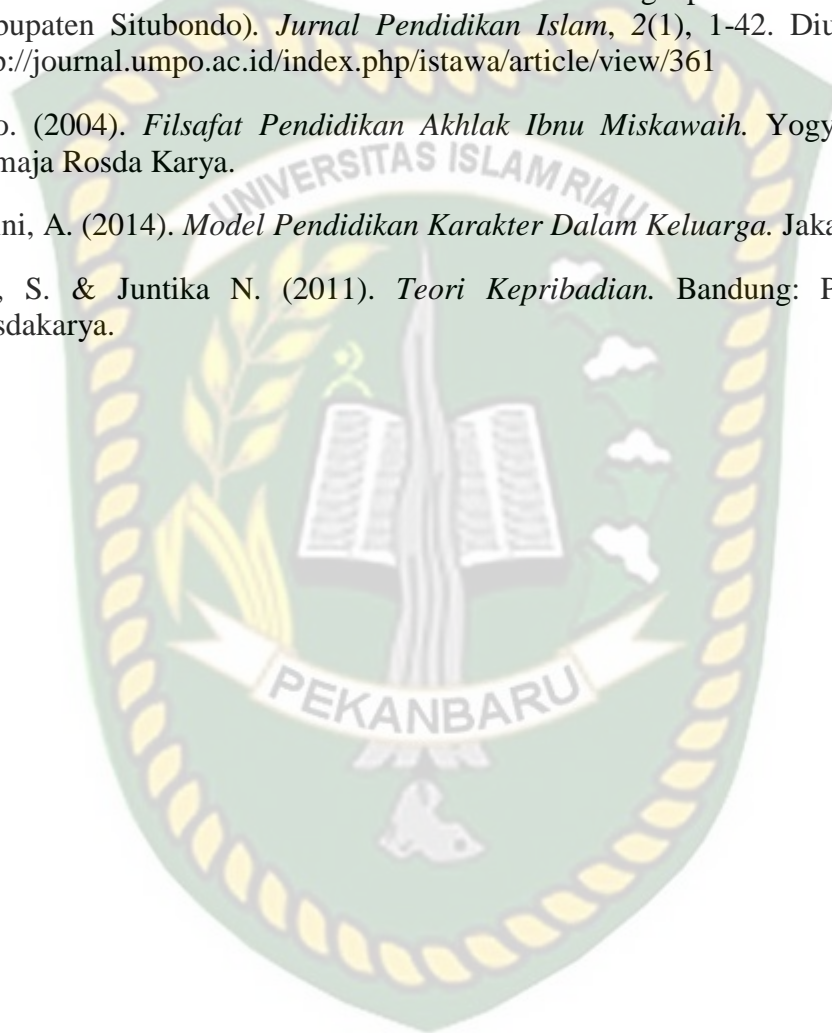 bupaten Situbondo). Jurnal Pendidikan Islam, 2(1), 1-42. Diu
p://journal.umpo.ac.id/index.php/istawa/article/view/361
o. (2004). Filsafat Pendidikan Akhlak Ibnu Miskawaih. Yogy
maja Rosda Karya.
ni, A. (2014). Model Pendidikan Karakter Dalam Keluarga. Jaka
, S. & Juntika N. (2011). Teori Kepribadian. Bandung: P
sdakarya.
UNIVERSITAS ISLAM RIAU
PEKANBARU